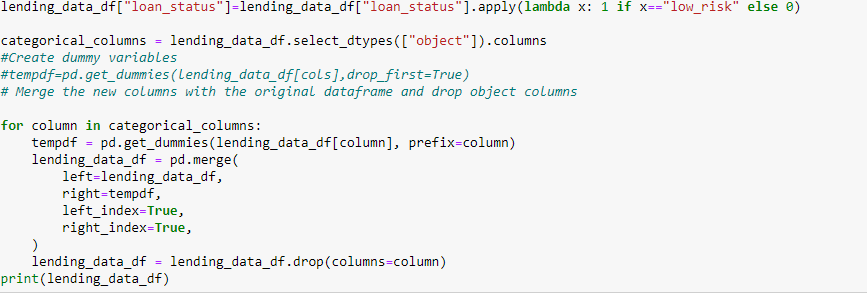 lending_data_df["loan_status"]=lending_data_df["loan_status"].apply(lambda x: 1 if x=="low_risk" else 0)

categorical_columns = lending_data_df.select_dtypes(["object"]).columns
#Create dummy variables
#tempdf=pd.get_dummies(lending_data_df[cols],drop_first=True)
# Merge the new columns with the original dataframe and drop object columns

for column in categorical_columns:
    tempdf = pd.get_dummies(lending_data_df[column], prefix=column)
    lending_data_df = pd.merge(
        left=lending_data_df,
        right=tempdf,
        left_index=True,
        right_index=True,
    )
    lending_data_df = lending_data_df.drop(columns=column)
print(lending_data_df)